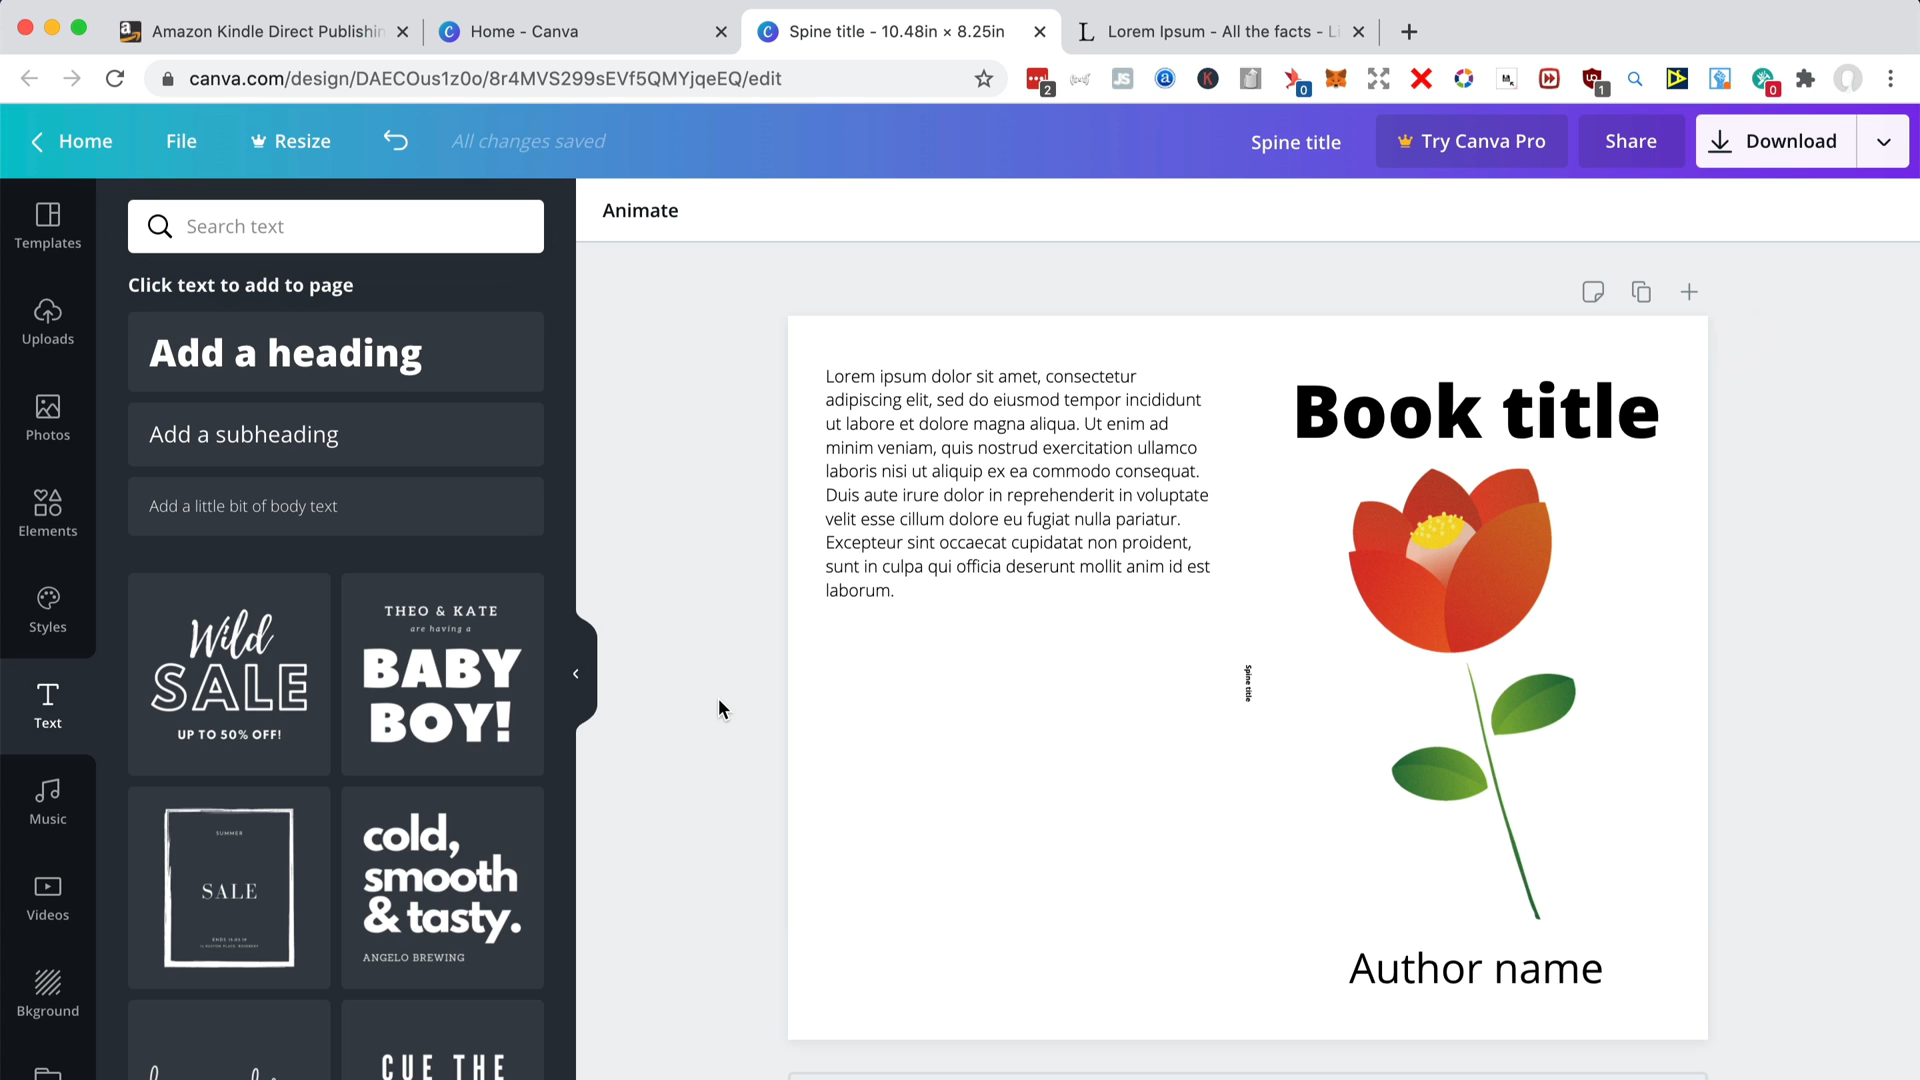 Amazon Kindle Direct Publishin
Home - Canva
Spine title - 10.48in × 8.25in
Lorem Ipsum - All the facts - Li
canva.com/design/DAECOus1z0o/8r4MVS299sEVf5QMYjqeEQ/edit
2
JS
0
1
0
Home
File
Resize
All changes saved
Spine title
Try Canva Pro
Share
Download
Templates
Uploads
Photos
Elements
Styles
Text
Music
Videos
Bkground
Search text
Click text to add to page
Add a heading
Add a subheading
Add a little bit of body text
Wild
SALE
UP TO 50% OFF!
THEO & KATE
are having a
BABY
BOY!
SUMMER
SALE
cold,
smooth
& tasty.
ANGELO BREWING
CUE THE
Animate
Lorem ipsum dolor sit amet, consectetur
adipiscing elit, sed do eiusmod tempor incididunt
ut labore et dolore magna aliqua. Ut enim ad
minim veniam, quis nostrud exercitation ullamco
laboris nisi ut aliquip ex ea commodo consequat.
Duis aute irure dolor in reprehenderit in voluptate
velit esse cillum dolore eu fugiat nulla pariatur.
Excepteur sint occaecat cupidatat non proident,
sunt in culpa qui officia deserunt mollit anim id est
laborum.
Spine title
Book title
Author name